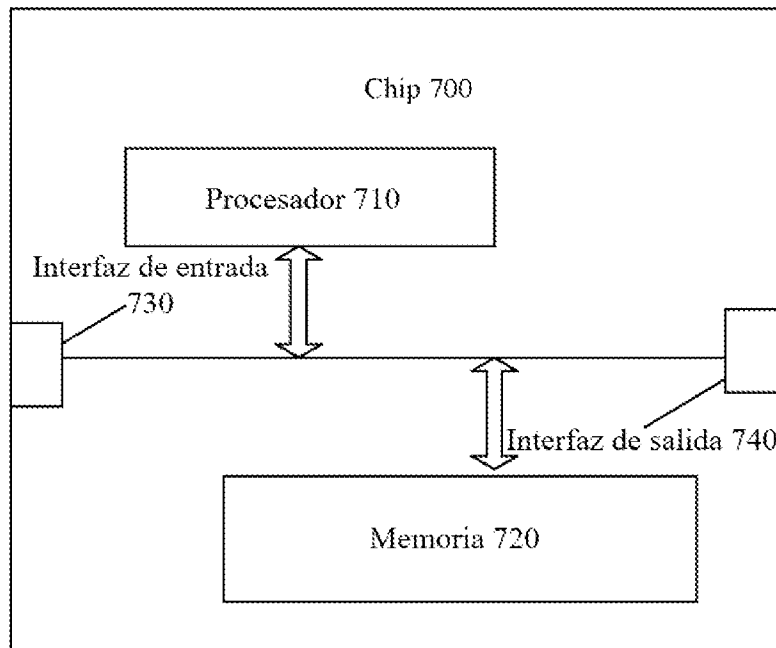 Chip 700
Procesador 710
Interfaz de entrada
730
Interfaz de salida 740
Memoria 720